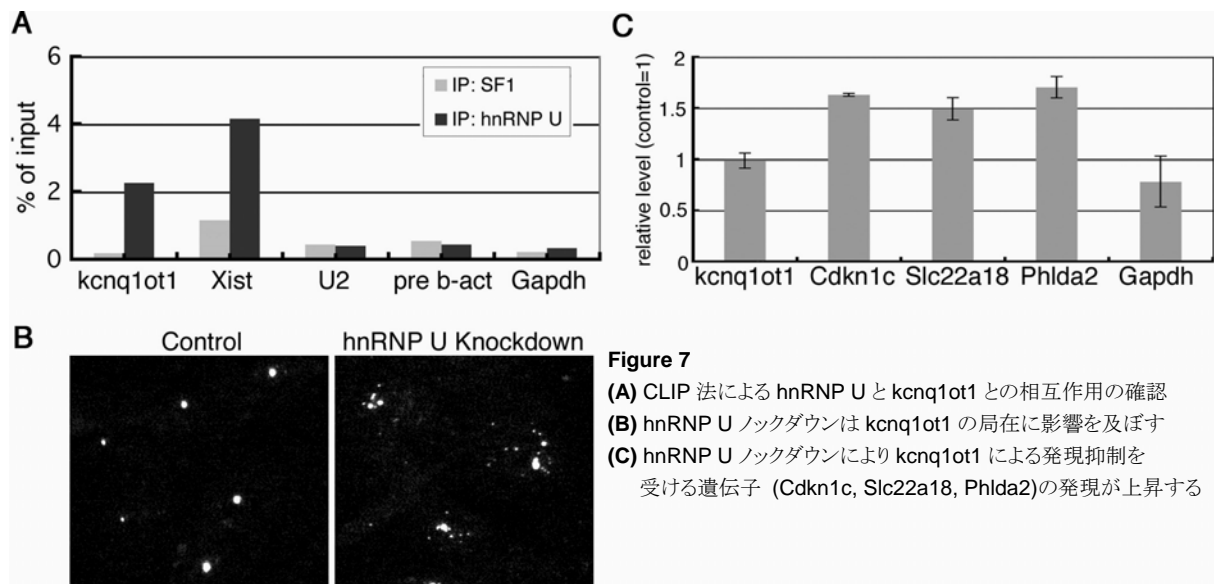 A
% of input
6
4
2
0
IP: SF1
IP: hnRNP U
kcnq1ot1 Xist U2 pre b-act Gapdh
C
relative level (control=1)
2
1.5
1
0.5
0
kcnq1ot1 Cdkn1c Slc22a18 Phlda2 Gapdh
B
Control hnRNP U Knockdown
Figure 7
(A) CLIP 法による hnRNP U と kcnq1ot1 との相互作用の確認
(B) hnRNP U ノックダウンは kcnq1ot1 の局在に影響を及ぼす
(C) hnRNP U ノックダウンにより kcnq1ot1 による発現抑制を
受ける遺伝子 (Cdkn1c, Slc22a18, Phlda2)の発現が上昇する